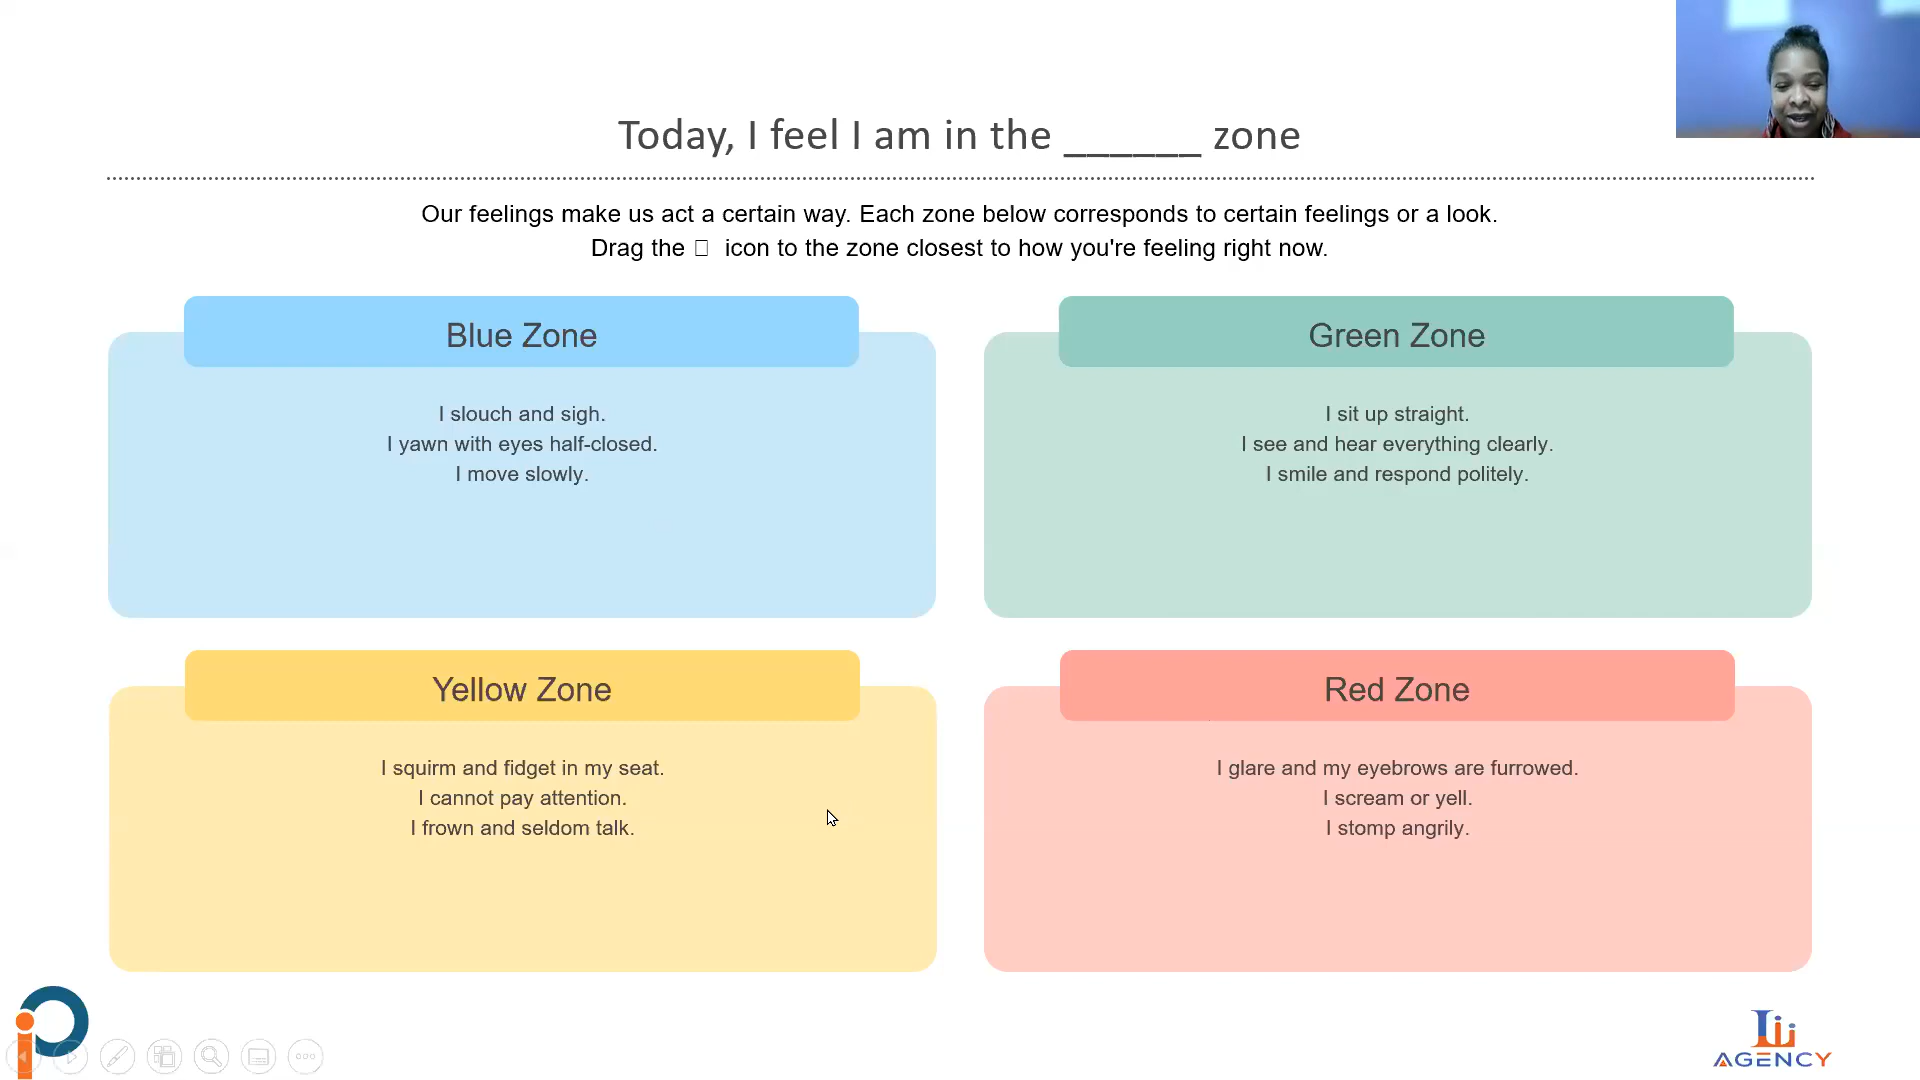 Today, I feel I am in the ______ zone
Our feelings make us act a certain way. Each zone below corresponds to certain feelings or a look.
Drag the □ icon to the zone closest to how you're feeling right now.
Blue Zone
I slouch and sigh.
I yawn with eyes half-closed.
I move slowly.
Green Zone
I sit up straight.
I see and hear everything clearly.
I smile and respond politely.
Yellow Zone
I squirm and fidget in my seat.
I cannot pay attention.
I frown and seldom talk.
Red Zone
I glare and my eyebrows are furrowed.
I scream or yell.
I stomp angrily.
AGENCY